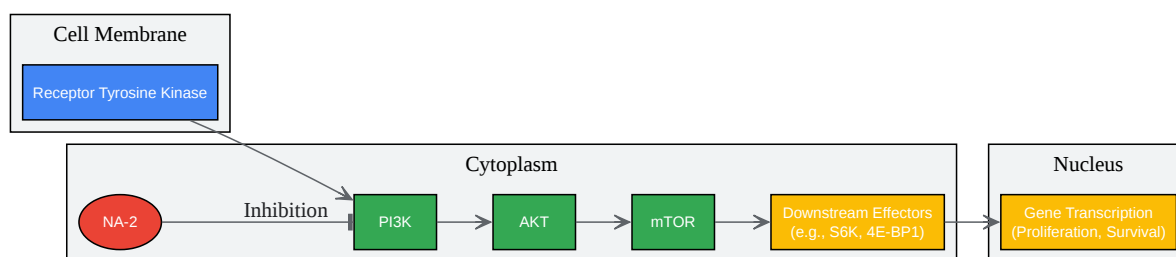 Cell Membrane
Receptor Tyrosine Kinase
Cytoplasm
NA-2
Inhibition
PI3K
AKT
mTOR
Downstream Effectors
(e.g., S6K, 4E-BP1)
Nucleus
Gene Transcription
(Proliferation, Survival)